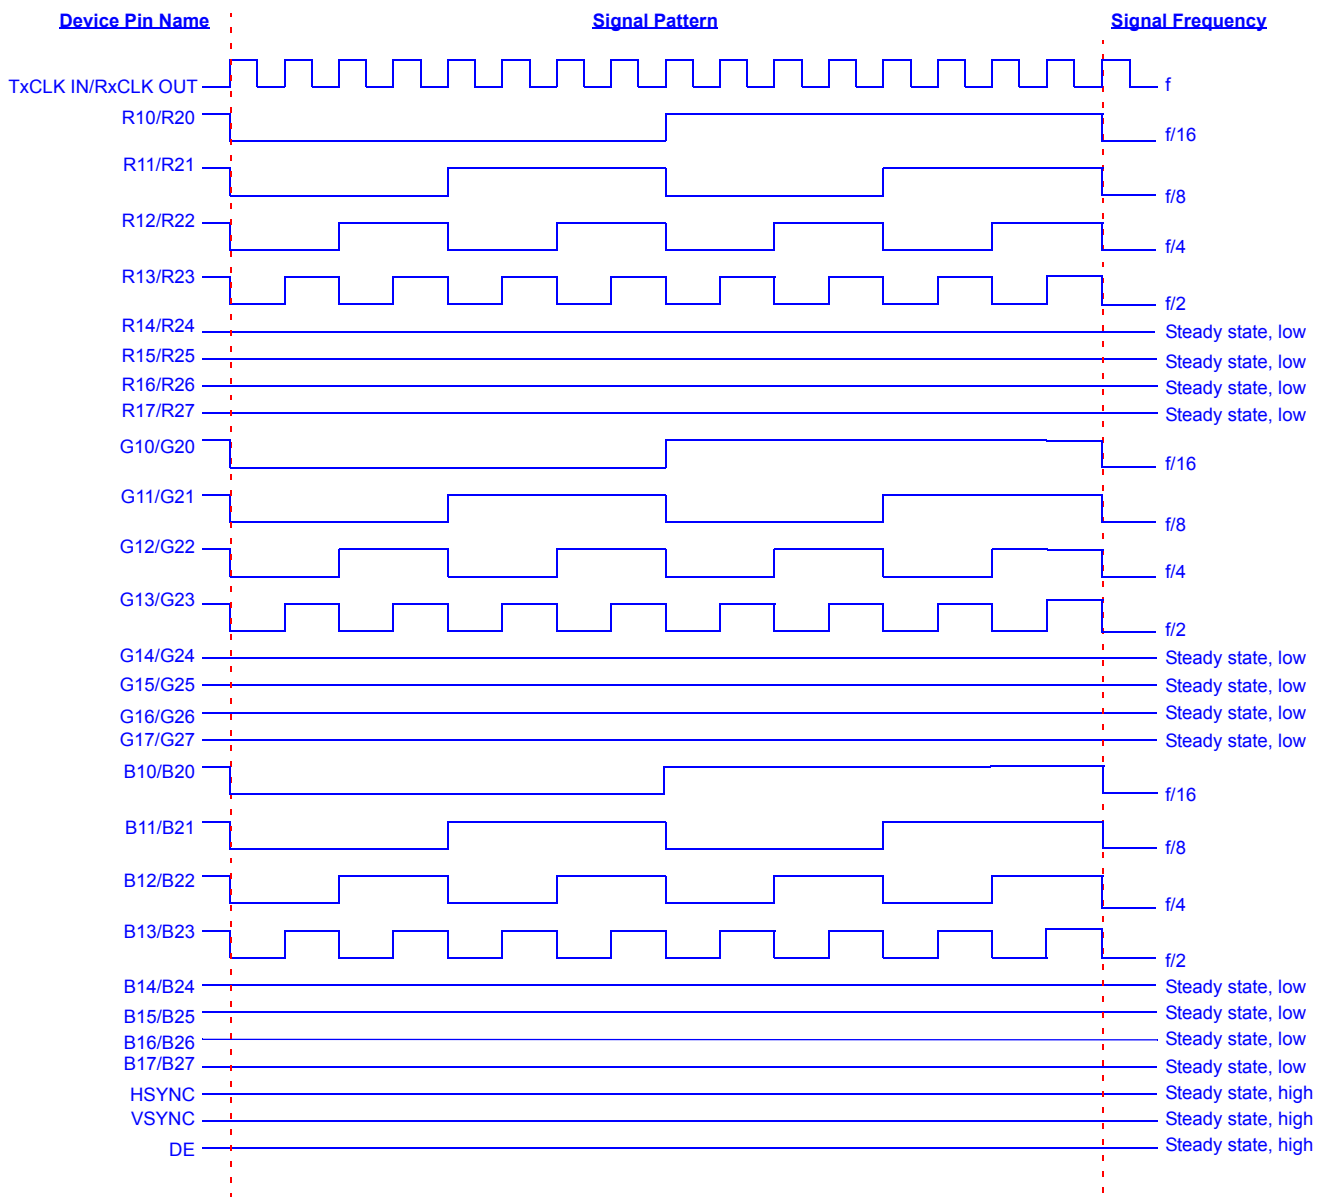 Device Pin Name Signal Pattern Signal Frequency
TxCLK IN/RxCLK OUT f
R10/R20 f/16
R11/R21 f/8
R12/R22 f/4
R13/R23 f/2
R14/R24 Steady state, low
R15/R25 Steady state, low
R16/R26 Steady state, low
R17/R27 Steady state, low
G10/G20 f/16
G11/G21 f/8
G12/G22 f/4
G13/G23 f/2
G14/G24 Steady state, low
G15/G25 Steady state, low
G16/G26 Steady state, low
G17/G27 Steady state, low
B10/B20 f/16
B11/B21 f/8
B12/B22 f/4
B13/B23 f/2
B14/B24 Steady state, low
B15/B25 Steady state, low
B16/B26 Steady state, low
B17/B27 Steady state, low
HSYNC Steady state, high
VSYNC Steady state, high
DE Steady state, high